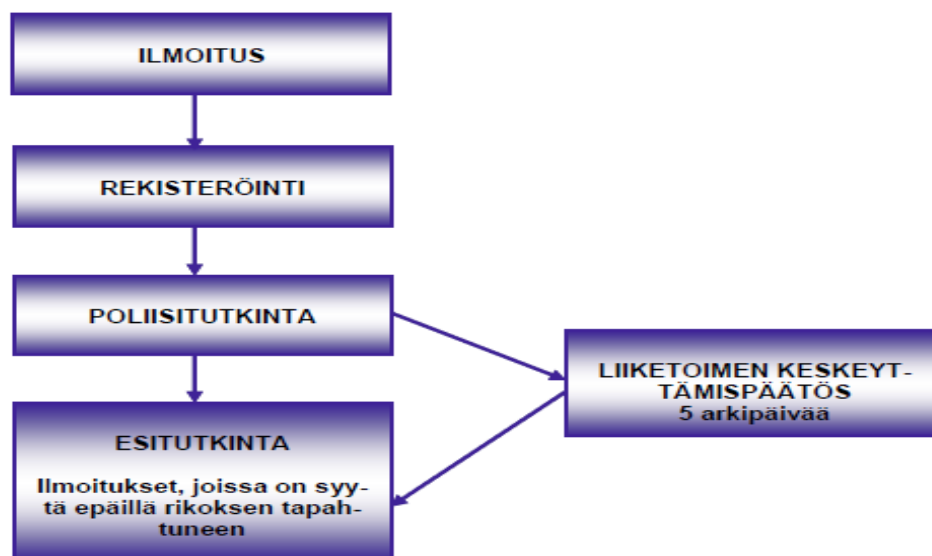 ILMOITUS
REKISTERÖINTI
POLIISITUTKINTA
LIIKETOIMEN KESKEYT-
TÄMISPÄÄTÖS
5 arkipäivää
ESITUTKINTA
Ilmoitukset, joissa on syy-
tä epäillä rikoksen tapah-
tuneen